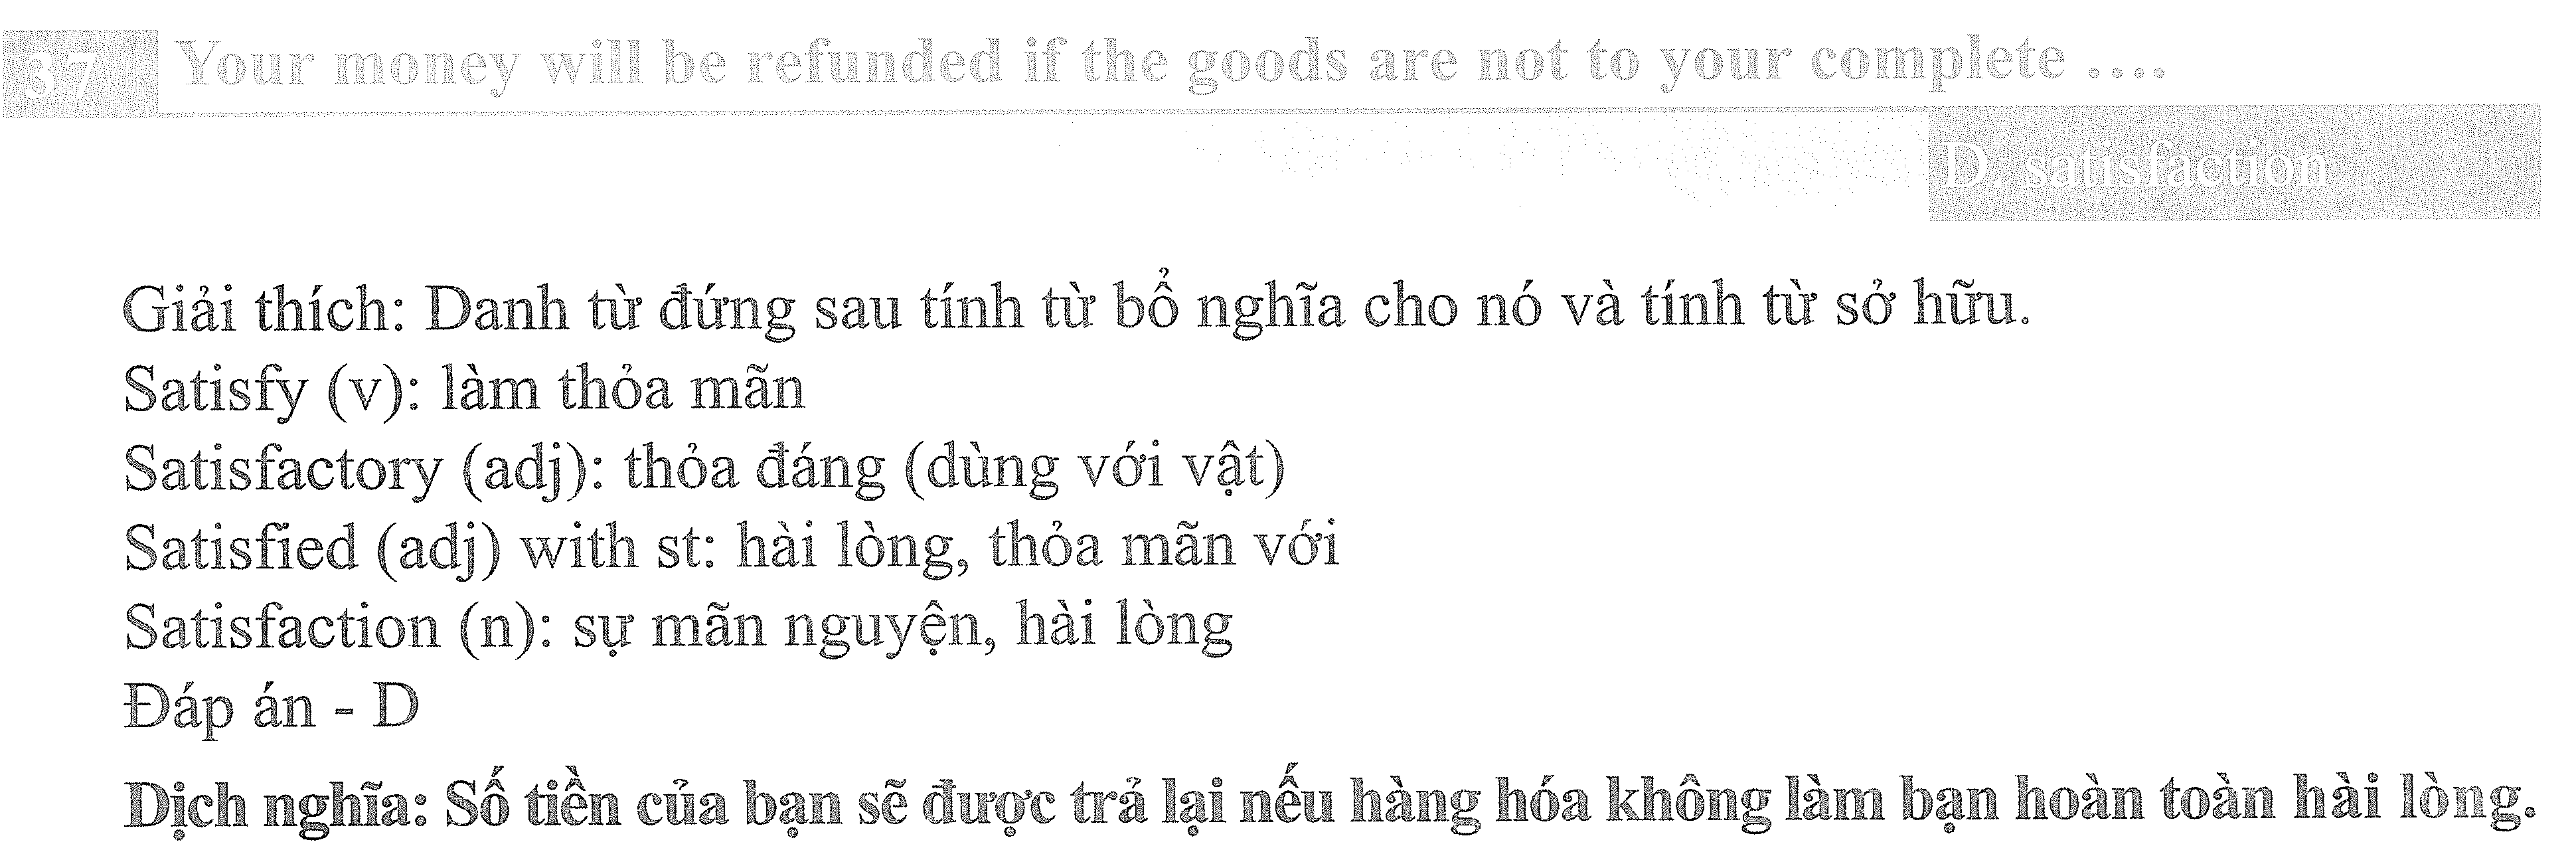 37 Your money will be refunded if the goods are not to your complete ....
D. satisfaction
Giải thích: Danh từ đứng sau tính từ bổ nghĩa cho nó và tính từ sở hữu.
Satisfy (v): làm thỏa mãn
Satisfactory (adj): thỏa đáng (dùng với vật)
Satisfied (adj) with st: hài lòng, thỏa mãn với
Satisfaction (n): sự mãn nguyện, hài lòng
Đáp án - D
Dịch nghĩa: Số tiền của bạn sẽ được trả lại nếu hàng hóa không làm bạn hoàn toàn hài lòng.